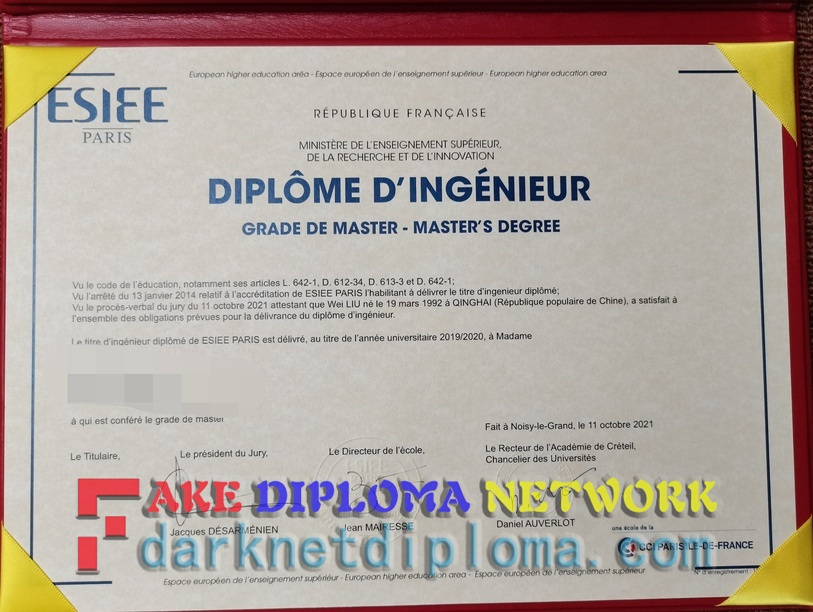 European higher education aréa - Espace européen de l'enseignement supérieur - European higher education area
ESIEE
PARIS
RÉPUBLIQUE FRANÇAISE
MINISTÈRE DE L'ENSEIGNEMENT SUPÉRIEUR,
DE LA RECHERCHE ET DE L'INNOVATION
DIPLÔME D'INGÉNIEUR
GRADE DE MASTER - MASTER'S DEGREE
Vu le code de l'éducation, notamment ses articles L. 642-1, D. 612-34, D. 613-3 et D. 642-1;
Vu l'arrêté du 13 janvier 2014 relatif à l'accréditation de ESIEE PARIS l'habilitant à délivrer le titre d'ingenieur diplômé;
Vu le procès-verbal du jury du 11 octobre 2021 attestant que Wei LIU né le 19 mars 1992 à QINGHAI (République populaire de Chine), a satisfait à
l'ensemble des obligations prévues pour la délivrance du diplôme d'ingénieur.
Le titre d'ingénieur diplômé de ESIEE PARIS est délivré, au titre de l'année universitaire 2019/2020, à Madame
à qui est conféré le grade de master
Fait à Noisy-le-Grand, le 11 octobre 2021
Le Titulaire,
Le président du Jury,
Le Directeur de l'école,
Le Recteur de l'Académie de Créteil,
Chancelier des Universités
FAKE DIPLOMA NETWORK
Jacques DÉSARMÉNIEN
Jean MAIRESSE
Daniel AUVERLOT
une école de la
CCI PARIS ILE-DE-FRANCE
darknetdiploma.com
N° d'enregistrement :
Espace européen de l'enseignement supérieur - European higher education area - Espace européen de l'enseignement supérieur